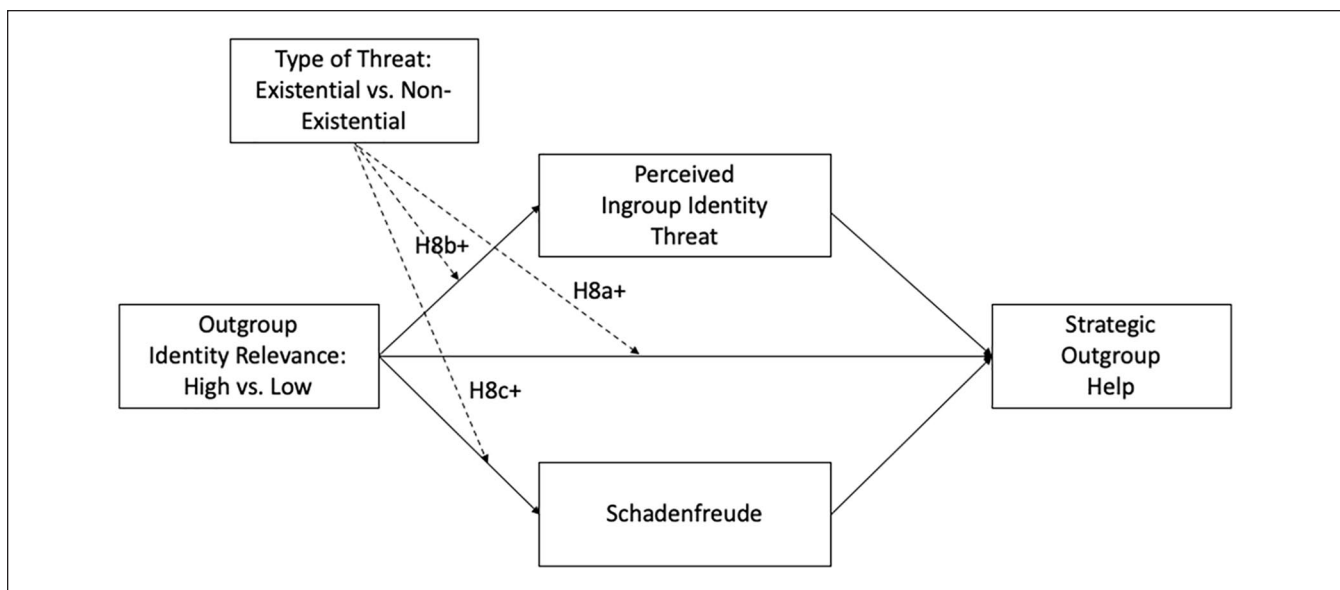 Type of Threat:
Existential vs. Non-
Existential
Perceived
Ingroup Identity
Threat
H8b+
H8a+
Outgroup
Identity Relevance:
High vs. Low
Strategic
Outgroup
Help
H8c+
Schadenfreude